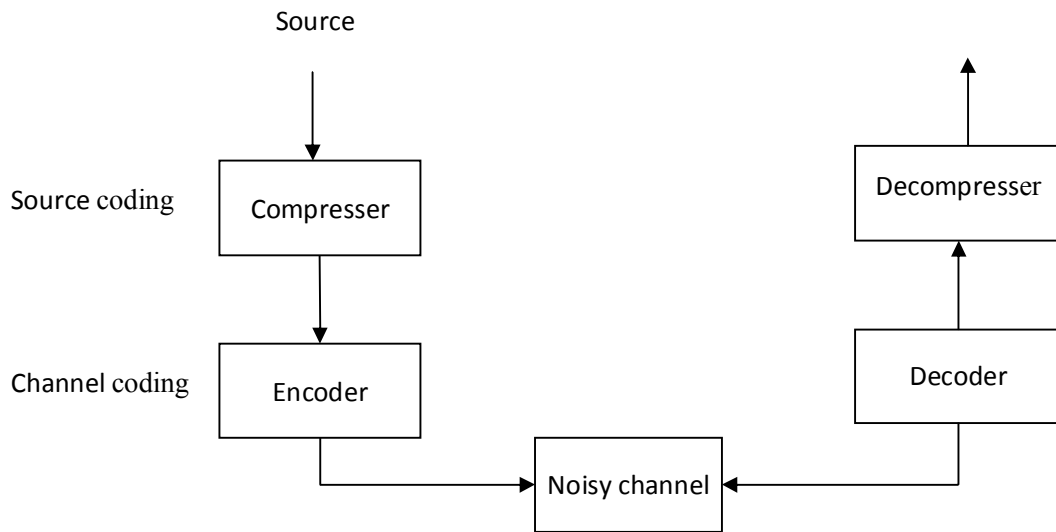 Source
Source coding
Compresser
Decompresser
Channel coding
Encoder
Decoder
Noisy channel